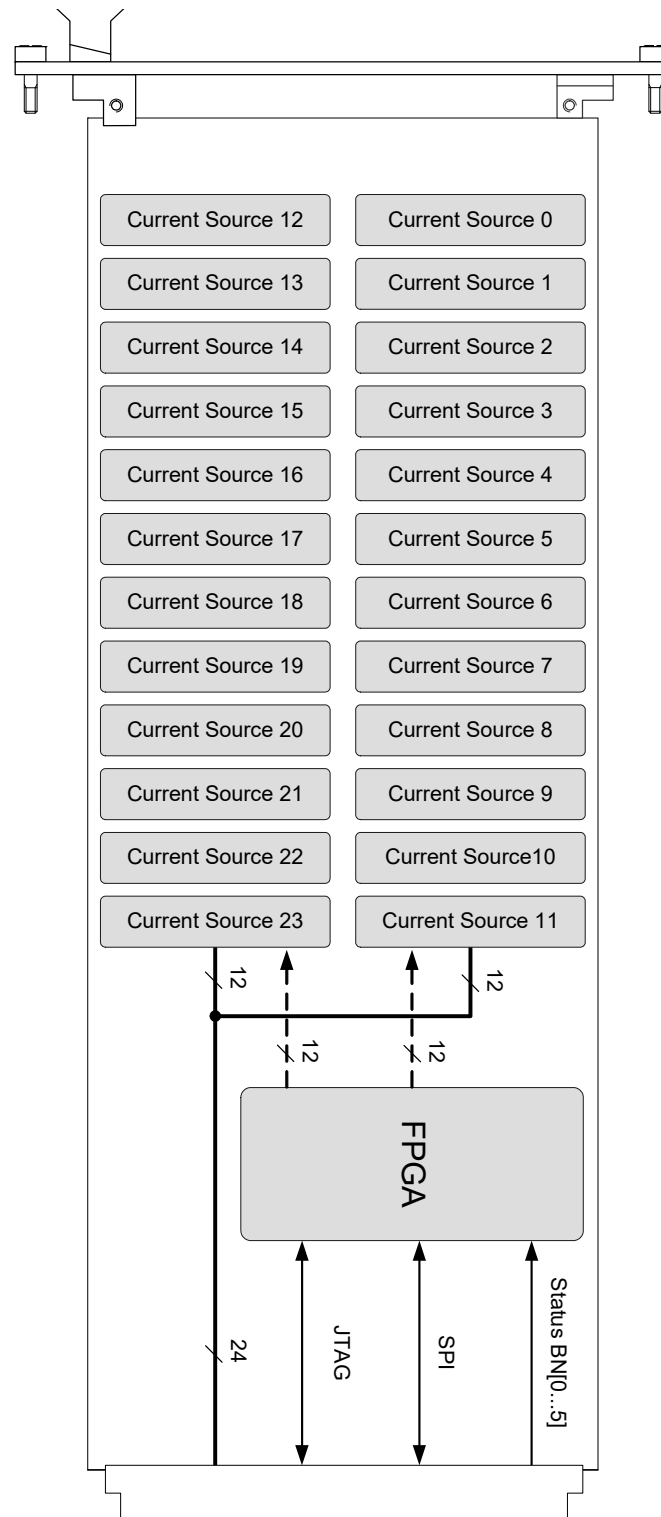 Current Source 12
Current Source 0
Current Source 13
Current Source 1
Current Source 14
Current Source 2
Current Source 15
Current Source 3
Current Source 16
Current Source 4
Current Source 17
Current Source 5
Current Source 18
Current Source 6
Current Source 19
Current Source 7
Current Source 20
Current Source 8
Current Source 21
Current Source 9
Current Source 22
Current Source10
Current Source 23
Current Source 11
12
12
12
12
FPGA
24
JTAG
SPI
Status BN[0...5]